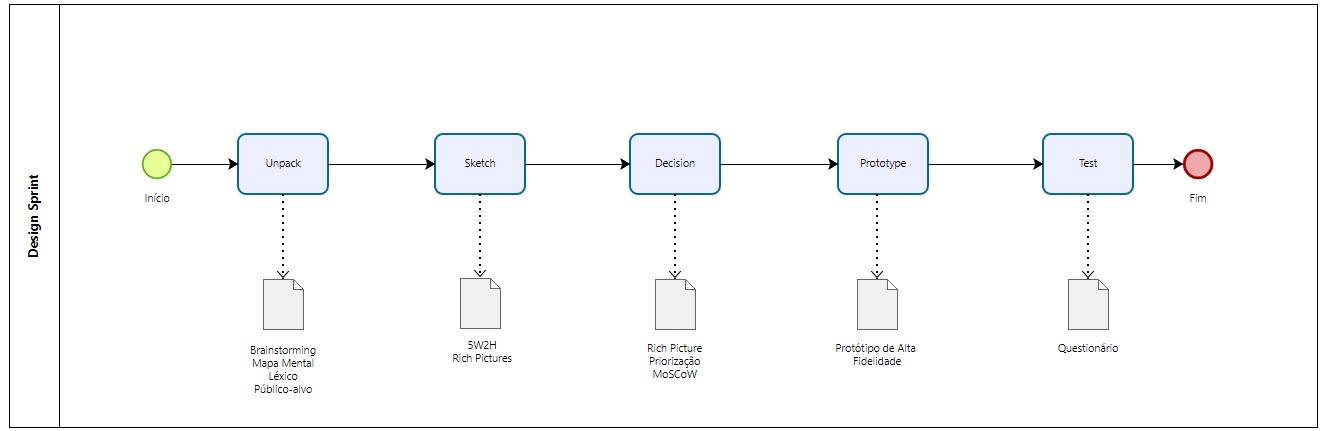 Design Sprint
Início
Unpack
Sketch
Decision
Prototype
Test
Fim
Brainstorming
Mapa Mental
Léxico
Público-alvo
5W2H
Rich Pictures
Rich Picture
Priorização
MoSCoW
Protótipo de Alta
Fidelidade
Questionário